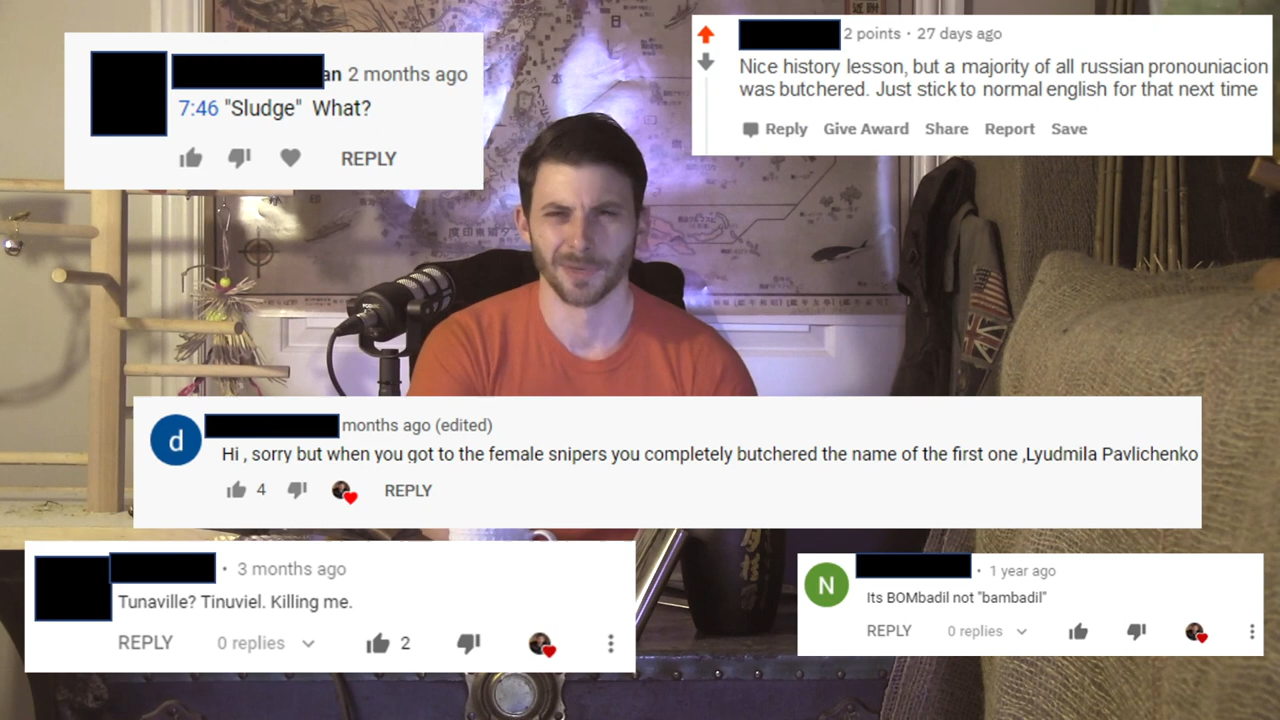 an 2 months ago
7:46 "Sludge" What?
REPLY
2 points · 27 days ago
Nice history lesson, but a majority of all russian pronouniacion
was butchered. Just stick to normal english for that next time
Reply Give Award Share Report Save
d
months ago (edited)
Hi , sorry but when you got to the female snipers you completely butchered the name of the first one ,Lyudmila Pavlichenko
4 REPLY
· 3 months ago
Tunaville? Tinuviel. Killing me.
REPLY 0 replies 2
N
· 1 year ago
Its BOMbadil not "bambadil"
REPLY 0 replies